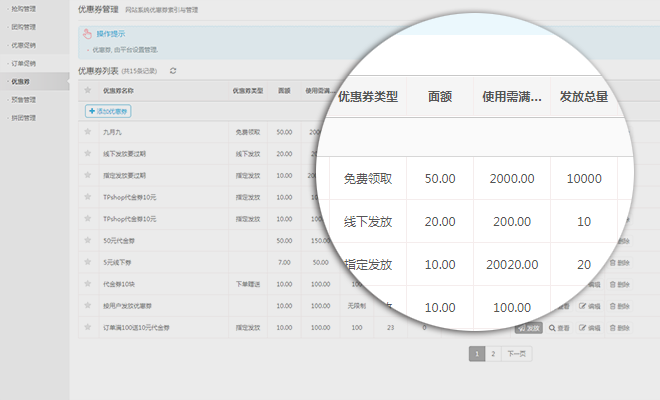 抢购管理
团购管理
优惠促销
订单促销
优惠券
预售管理
拼团管理
优惠券管理 网站系统优惠券索引与管理
操作提示
优惠券, 由平台设置管理.
优惠券列表 (共15条记录)
优惠券名称 优惠券类型 面额 使用需满...
添加优惠券
九月九 免费领取 50.00
线下发放要过期 线下发放 20.00
指定发放要过期 指定发放 10.00
TPshop代金券10元 指定发放 10.00
TPshop代金券10元 指定发放 10.00 删除
50元代金券 50.00 150.00 删除
5元线下券 7.00 50.00 删除
代金券10块 下单赠送 10.00 100.00 编辑 删除
按用户发放优惠券 10.00 100.00 无限制 查看 编辑 删除
订单满100送10元代金券 指定发放 10.00 100.00 100 23 0 发放 查看 编辑 删除
1 2 下一页
优惠券类型 面额 使用需满... 发放总量
免费领取 50.00 2000.00 10000
线下发放 20.00 200.00 10
指定发放 10.00 20020.00 20
10.00 100.00